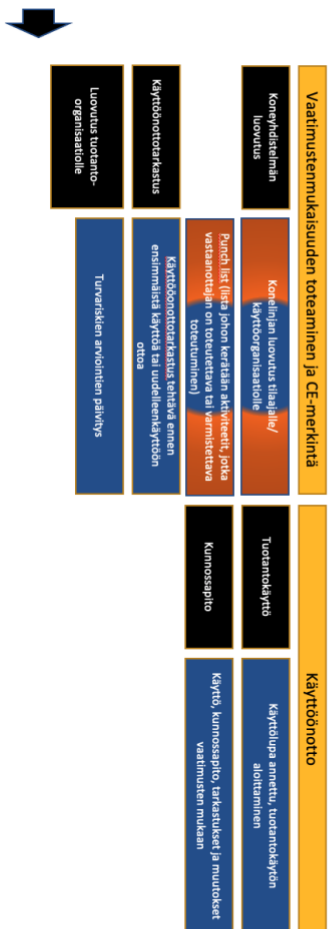 Vaatimustenmukaisuuden toteaminen ja CE-merkintä
Koneyhdistelmän
luovutus
Konelinjan luovutus tilaajalle/
käyttöorganisaatiolle
Punch list (lista johon kerätään aktiviteetit, jotka
vastaanottajan on toteutettava tai varmistettava
toteutuminen)
Käyttöönottotarkastus
Käyttöönottotarkastus tehtävä ennen
ensimmäistä käyttöä tai uudelleenkäyttöön
ottoa
Luovutus tuotanto-
organisaatiolle
Turvariskien arviointien päivitys
Käyttöönotto
Tuotantokäyttö
Käyttölupa annettu, tuotantokäytön
aloittaminen
Kunnossapito
Käyttö, kunnossapito, tarkastukset ja muutokset
vaatimusten mukaan